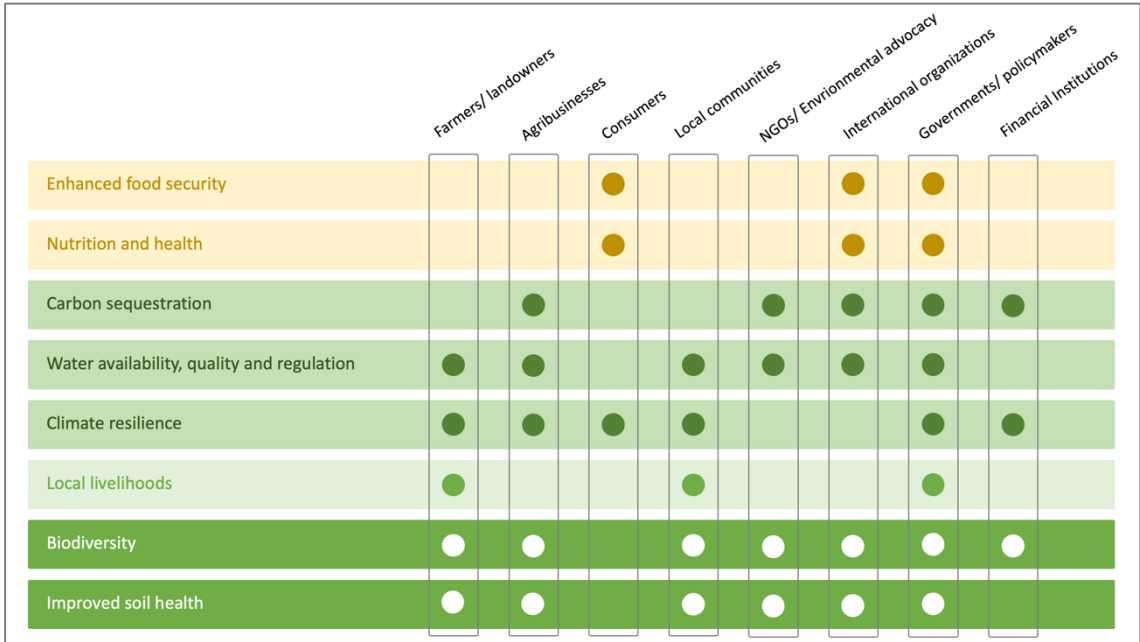 Farmers/ landowners
Agribusinesses
Consumers
Local communities
NGOs/ Envrionmental advocacy
International organizations
Governments/ policymakers
Financial Institutions
Enhanced food security
Nutrition and health
Carbon sequestration
Water availability, quality and regulation
Climate resilience
Local livelihoods
Biodiversity
Improved soil health